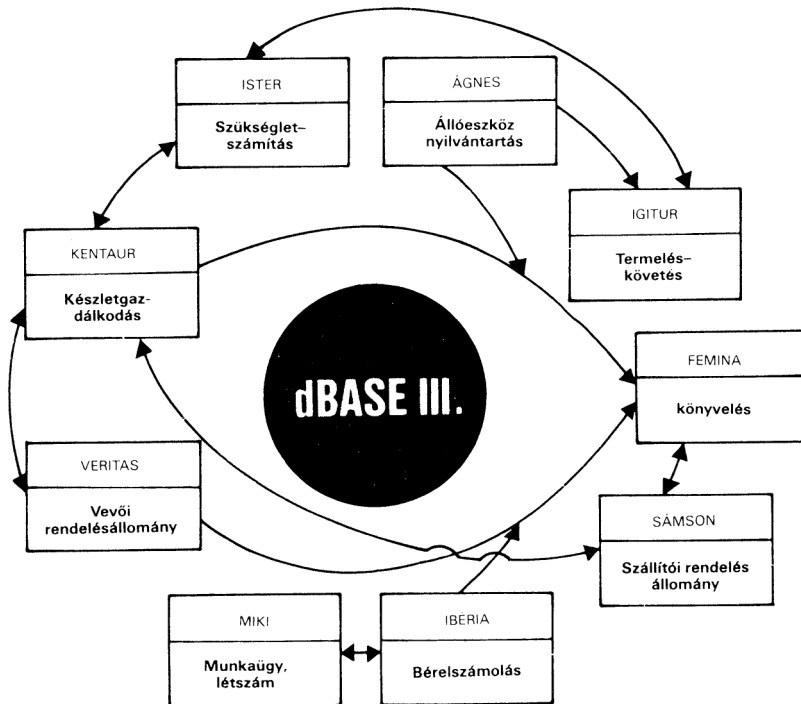 ISTER
Szükséglet–
számítás
ÁGNES
Állóeszköz
nyilvántartás
IGITUR
Termelés–
követés
KENTAUR
Készletgaz-
dálkodás
dBASE III.
FEMINA
könyvelés
VERITAS
Vevői
rendelésállomány
SÁMSON
Szállítói rendelés
állomány
MIKI
Munkaügy,
létszám
IBÉRIA
Bérelszámolás